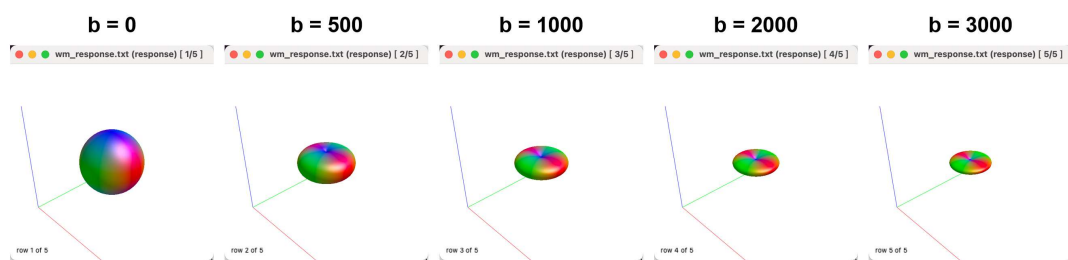 b = 0
b = 500
b = 1000
b = 2000
b = 3000
wm_response.txt (response) [ 1/5 ]
wm_response.txt (response) [ 2/5 ]
wm_response.txt (response) [ 3/5 ]
wm_response.txt (response) [ 4/5 ]
wm_response.txt (response) [ 5/5 ]
row 1 of 5
row 2 of 5
row 3 of 5
row 4 of 5
row 5 of 5